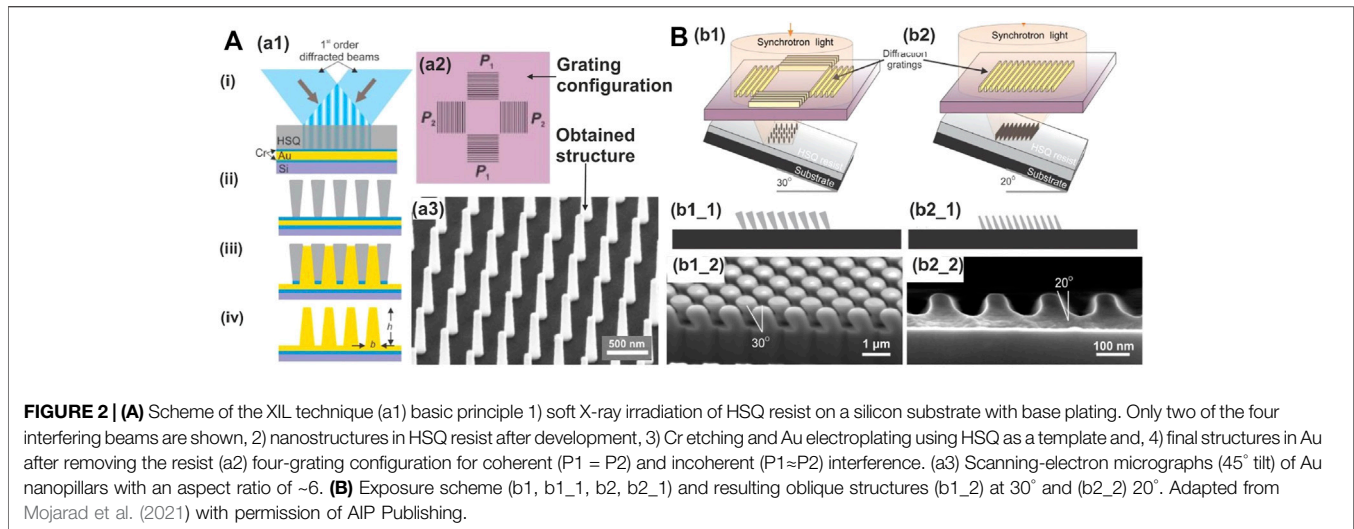 A
(a1)
1st order
diffracted beams
(i)
HSQ
Cr
Au
Si
(ii)
(iii)
(iv)
h
b
(a2)
P1
P2
P2
P1
Grating
configuration
Obtained
structure
(a3)
500 nm
B
(b1)
Synchrotron light
Diffraction
gratings
HSQ resist
Substrate
30°
(b2)
Synchrotron light
HSQ resist
Substrate
20°
(b1_1)
(b2_1)
(b1_2)
30°
1 μm
(b2_2)
20°
100 nm
FIGURE 2 | (A) Scheme of the XIL technique (a1) basic principle 1) soft X-ray irradiation of HSQ resist on a silicon substrate with base plating. Only two of the four
interfering beams are shown, 2) nanostructures in HSQ resist after development, 3) Cr etching and Au electroplating using HSQ as a template and, 4) final structures in Au
after removing the resist (a2) four-grating configuration for coherent (P1 = P2) and incoherent (P1≈P2) interference. (a3) Scanning-electron micrographs (45° tilt) of Au
nanopillars with an aspect ratio of ~6. (B) Exposure scheme (b1, b1_1, b2, b2_1) and resulting oblique structures (b1_2) at 30° and (b2_2) 20°. Adapted from
Mojarad et al. (2021) with permission of AIP Publishing.